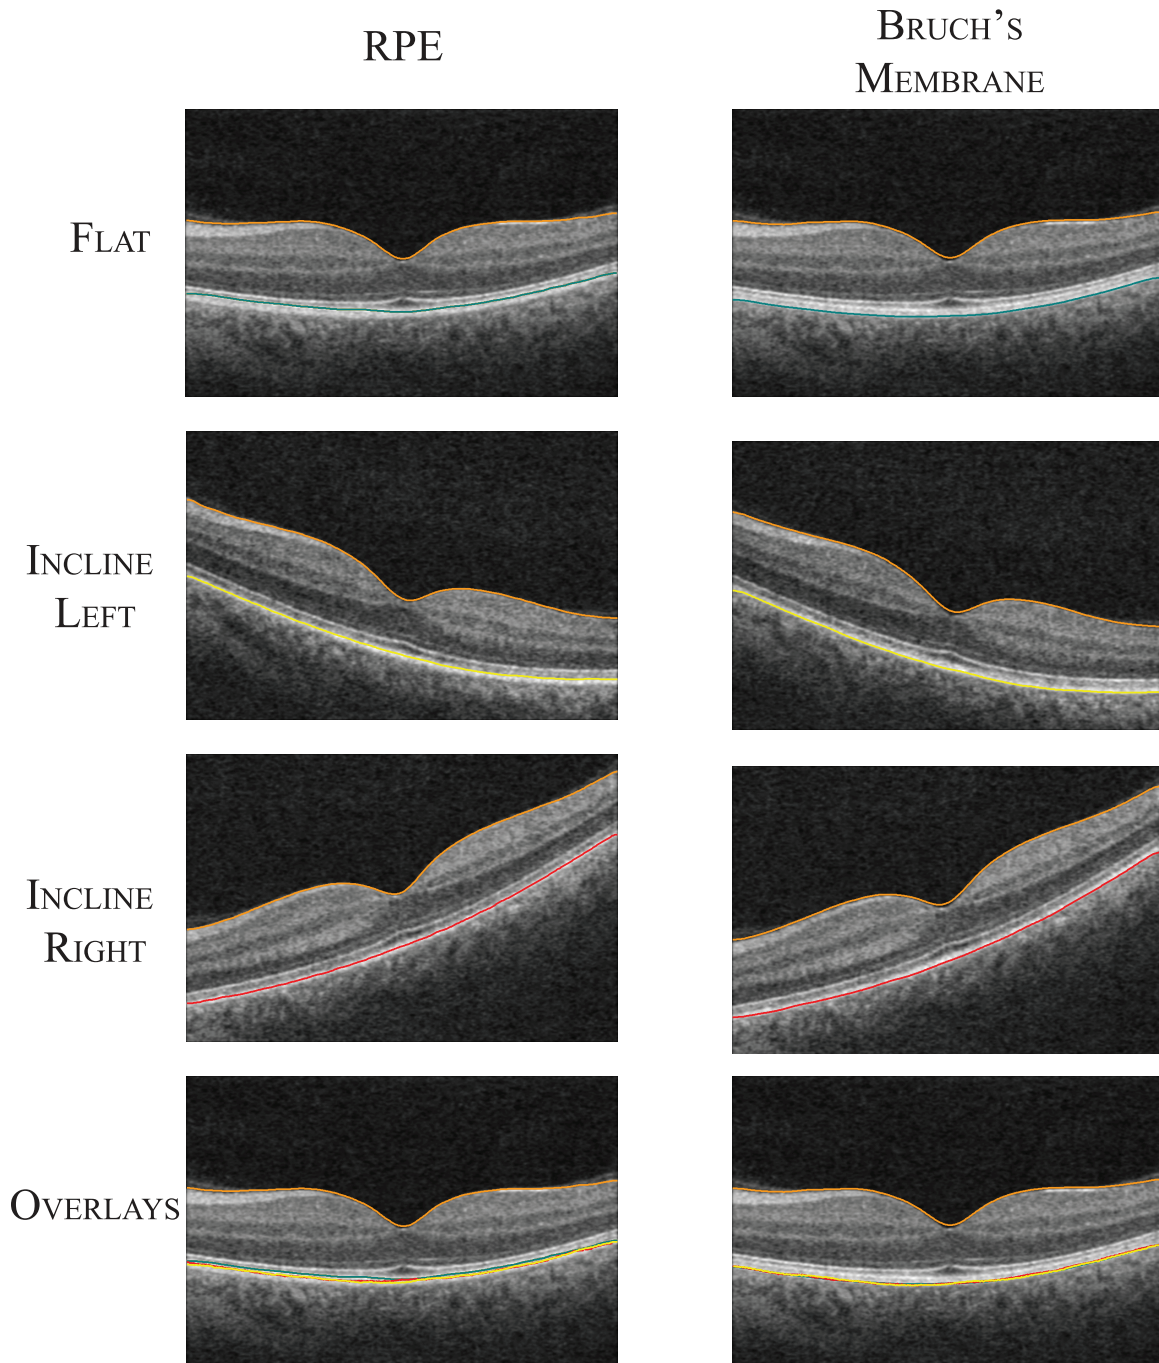 RPE
Bruch's
Membrane
Flat
Incline
Left
Incline
Right
Overlays